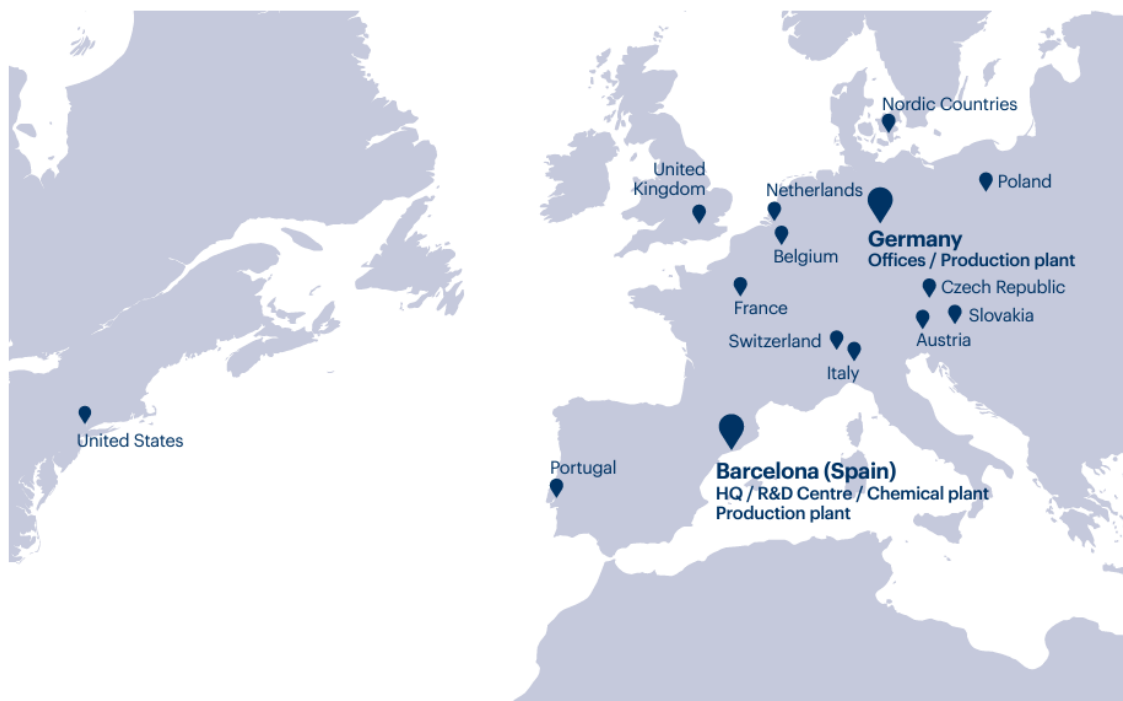 Nordic Countries
United
Kingdom
Netherlands
Poland
Belgium
Germany
Offices / Production plant
Czech Republic
France
Slovakia
Switzerland
Austria
Italy
United States
Portugal
Barcelona (Spain)
HQ / R&D Centre / Chemical plant
Production plant